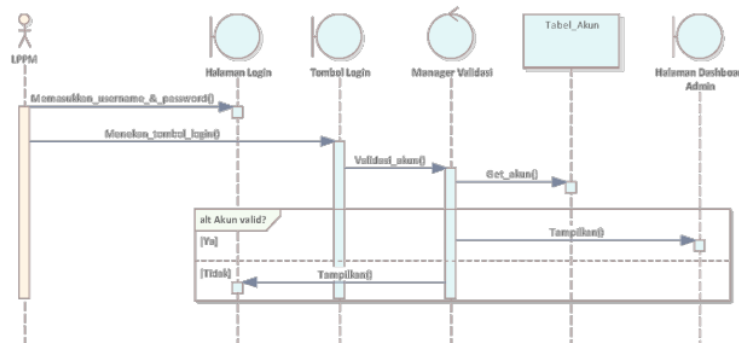 Tabel_Akun
LPPM
Halaman Login
Tombol Login
Manager Validasi
Halaman Dashboa
Admin
Memasukkan_username_&_password()
Menekan_tombol_login()
Validasi_akun()
Get_akun()
alt Akun valid?
[Ya]
Tampilkan()
[Tidak]
Tampilkan()